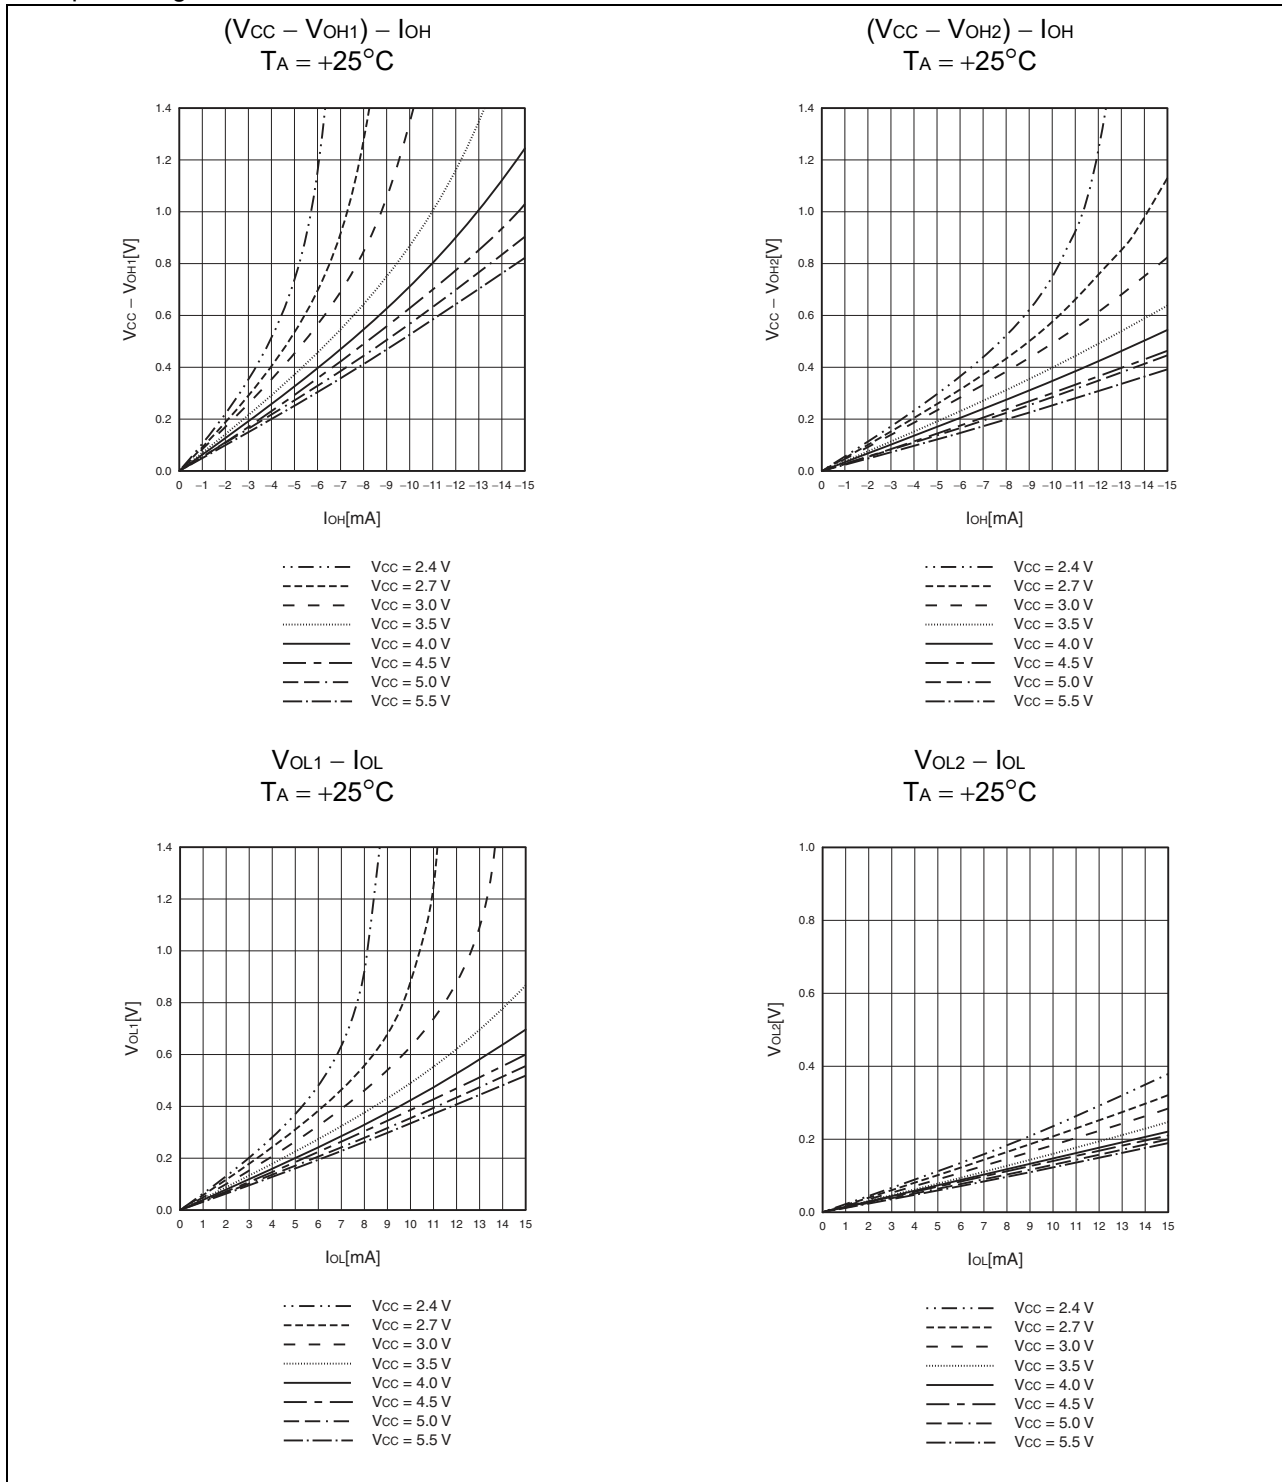 (VCC – VOH1) – IOH
TA = +25°C
1.4
1.2
1.0
0.8
0.6
0.4
0.2
0.0
VCC – VOH1[V]
0 –1 –2 –3 –4 –5 –6 –7 –8 –9 –10 –11 –12 –13 –14 –15
IOH[mA]
VCC = 2.4 V
VCC = 2.7 V
VCC = 3.0 V
VCC = 3.5 V
VCC = 4.0 V
VCC = 4.5 V
VCC = 5.0 V
VCC = 5.5 V
(VCC – VOH2) – IOH
TA = +25°C
1.4
1.2
1.0
0.8
0.6
0.4
0.2
0.0
VCC – VOH2[V]
0 –1 –2 –3 –4 –5 –6 –7 –8 –9 –10 –11 –12 –13 –14 –15
IOH[mA]
VCC = 2.4 V
VCC = 2.7 V
VCC = 3.0 V
VCC = 3.5 V
VCC = 4.0 V
VCC = 4.5 V
VCC = 5.0 V
VCC = 5.5 V
VOL1 – IOL
TA = +25°C
1.4
1.2
1.0
0.8
0.6
0.4
0.2
0.0
VOL1[V]
0 1 2 3 4 5 6 7 8 9 10 11 12 13 14 15
IOL[mA]
VCC = 2.4 V
VCC = 2.7 V
VCC = 3.0 V
VCC = 3.5 V
VCC = 4.0 V
VCC = 4.5 V
VCC = 5.0 V
VCC = 5.5 V
VOL2 – IOL
TA = +25°C
1.0
0.8
0.6
0.4
0.2
0.0
VOL2[V]
0 1 2 3 4 5 6 7 8 9 10 11 12 13 14 15
IOL[mA]
VCC = 2.4 V
VCC = 2.7 V
VCC = 3.0 V
VCC = 3.5 V
VCC = 4.0 V
VCC = 4.5 V
VCC = 5.0 V
VCC = 5.5 V